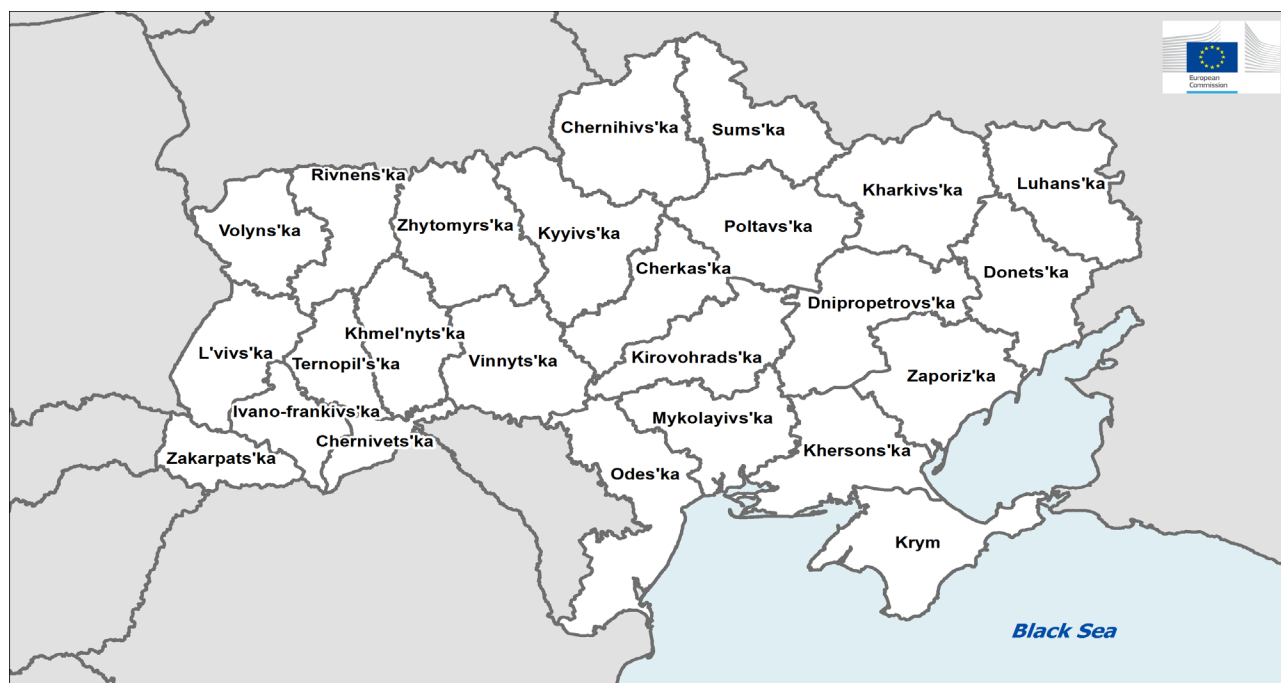 European
Commission
Chernihivs'ka
Sums'ka
Rivnens'ka
Kharkivs'ka
Luhans'ka
Volyns'ka
Zhytomyrs'ka
Kyyivs'ka
Poltavs'ka
Cherkas'ka
Donets'ka
Dnipropetrovs'ka
L'vivs'ka
Khmel'nyts'ka
Ternopil's'ka
Vinnyts'ka
Kirovohrads'ka
Zaporiz'ka
Ivano-frankivs'ka
Mykolayivs'ka
Chernivets'ka
Khersons'ka
Zakarpats'ka
Odes'ka
Krym
Black Sea